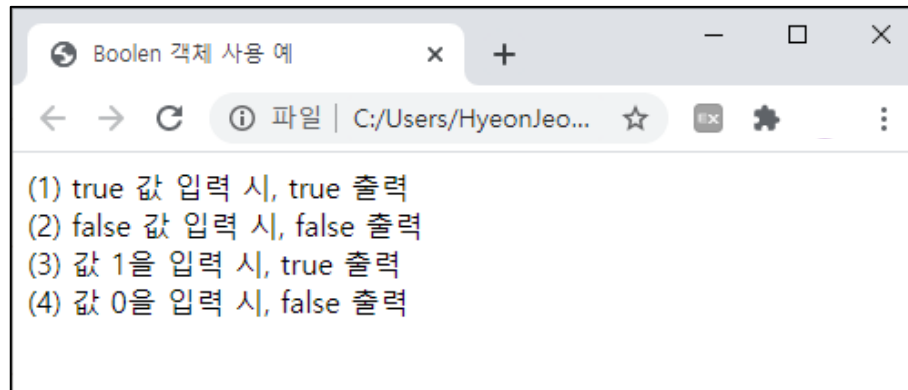 Boolen 객체 사용 예
파일 | C:/Users/HyeonJeo...
EX
(1) true 값 입력 시, true 출력
(2) false 값 입력 시, false 출력
(3) 값 1을 입력 시, true 출력
(4) 값 0을 입력 시, false 출력